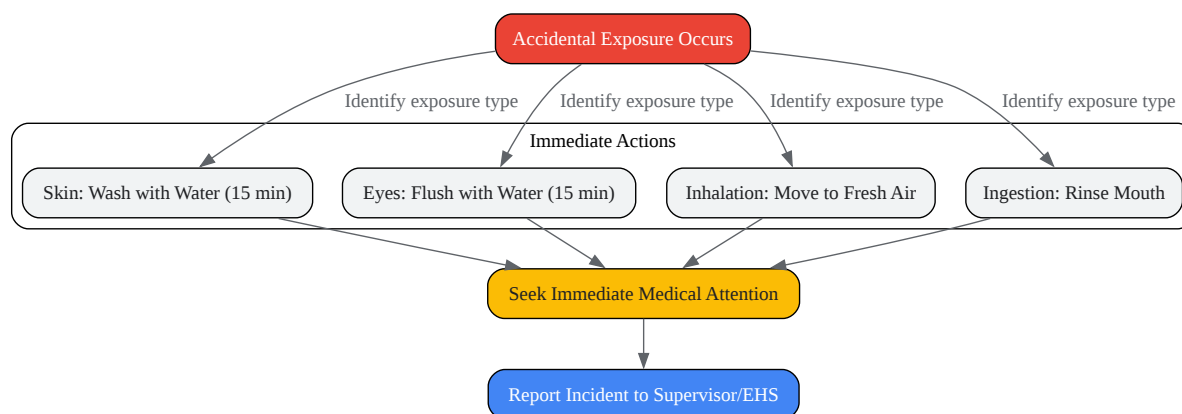 Accidental Exposure Occurs
Identify exposure type
Identify exposure type
Identify exposure type
Identify exposure type
Immediate Actions
Skin: Wash with Water (15 min)
Eyes: Flush with Water (15 min)
Inhalation: Move to Fresh Air
Ingestion: Rinse Mouth
Seek Immediate Medical Attention
Report Incident to Supervisor/EHS